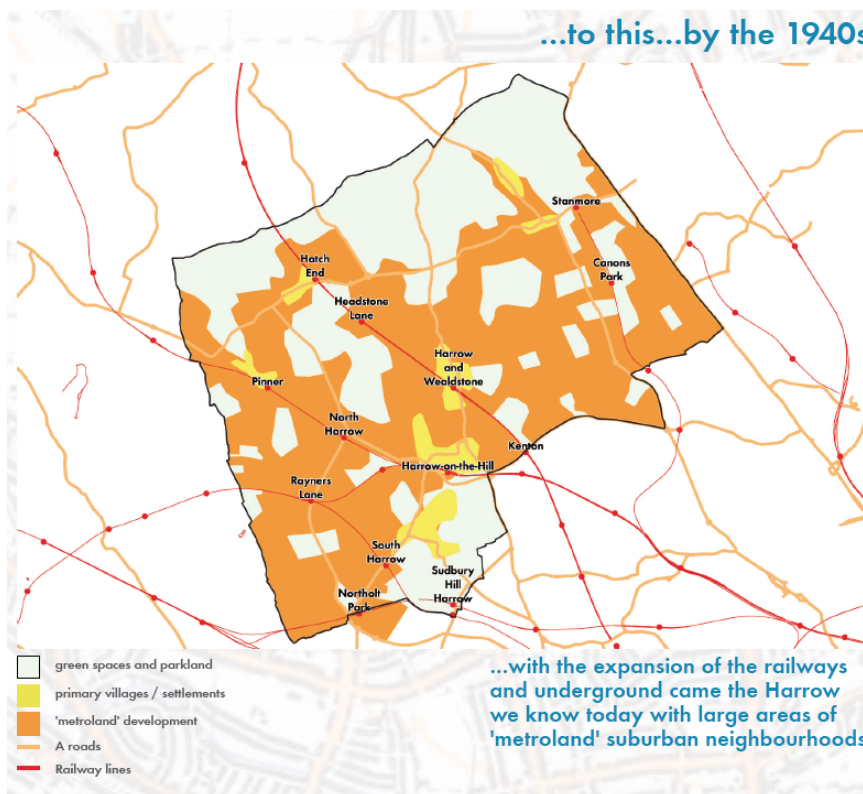 ...to this...by the 1940s
Stanmore
Hatch
End
Canons
Park
Headstone
Lane
Harrow
and
Wealdstone
Pinner
North
Harrow
Kenton
Harrow-on-the-Hill
Rayners
Lane
South
Harrow
Sudbury
Hill
Harrow
Northolt
Park
green spaces and parkland
primary villages / settlements
'metroland' development
A roads
Railway lines
...with the expansion of the railways
and underground came the Harrow
we know today with large areas of
'metroland' suburban neighbourhoods